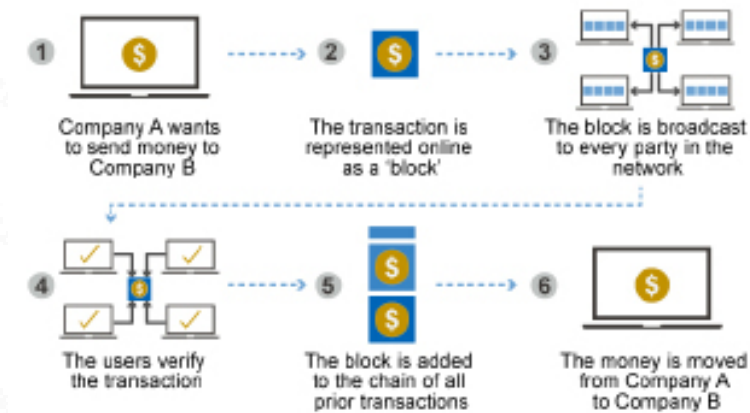 1
$
Company A wants
to send money to
Company B
2
$
The transaction is
represented online
as a 'block'
3
$
The block is broadcast
to every party in the
network
4
$
The users verify
the transaction
5
$
$
The block is added
to the chain of all
prior transactions
6
$
The money is moved
from Company A
to Company B